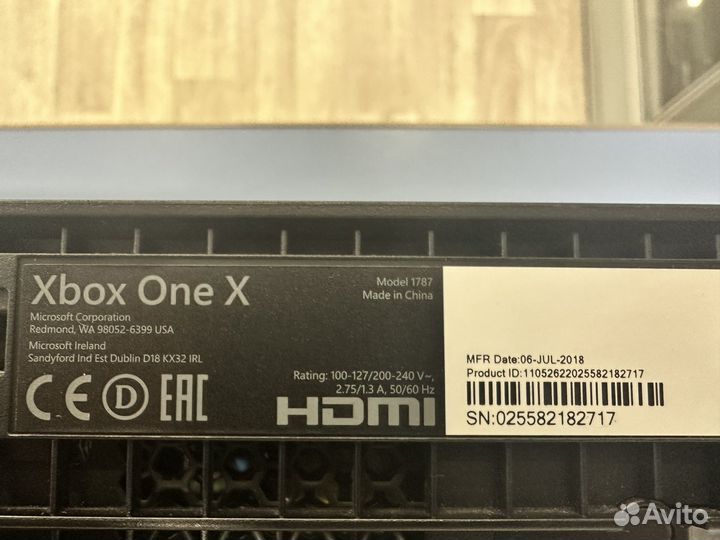 Xbox One X
Microsoft Corporation
Redmond, WA 98052-6399 USA
Microsoft Ireland
Sandyford Ind Est Dublin D18 KX32 IRL
Model 1787
Made in China
Rating: 100-127/200-240 V~,
2.75/1.3 A, 50/60 Hz
CE D EAC
HDMI
MFR Date:06-JUL-2018
Product ID:11052622025582182717
SN:025582182717
Avito